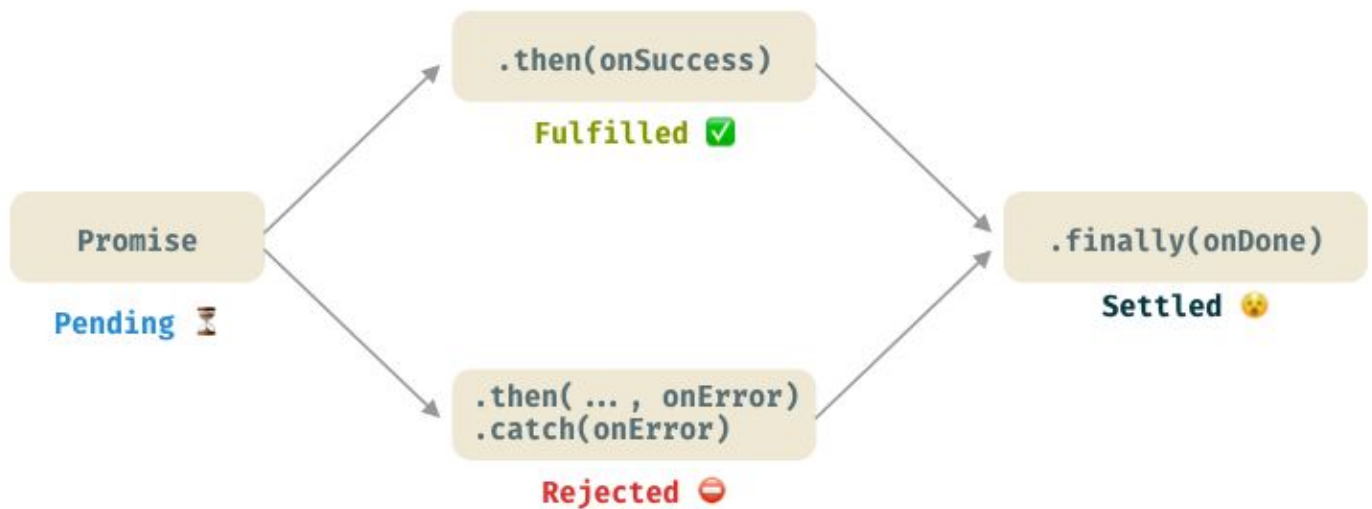 .then(onSuccess)
Fulfilled ✅
Promise
Pending ⏳
.finally(onDone)
Settled 😵
.then( ... , onError)
.catch(onError)
Rejected ⛔